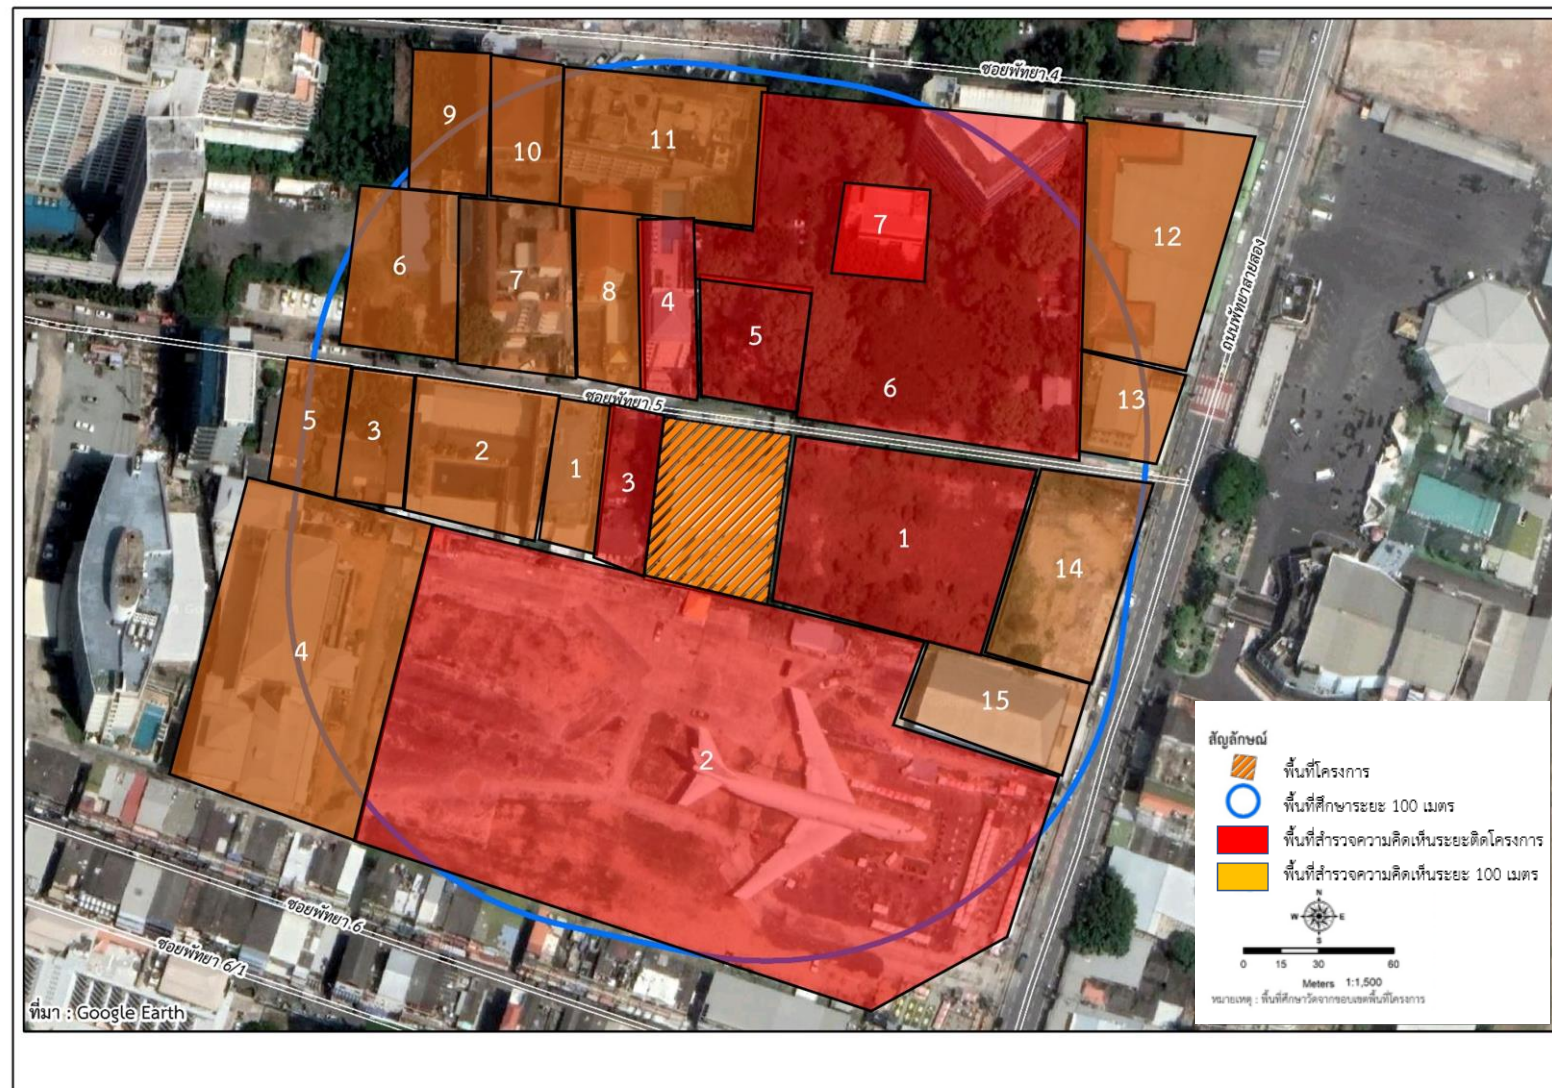 ซอยพัทยา 4
9
10
11
12
7
6
7
8
4
5
6
13
ถนนพัทยาสายสอง
ซอยพัทยา 5
5
3
2
1
3
1
14
4
15
2
ซอยพัทยา 6
ซอยพัทยา 6/1
ที่มา : Google Earth
สัญลักษณ์
พื้นที่โครงการ
พื้นที่ศึกษาระยะ 100 เมตร
พื้นที่สำรวจความคิดเห็นระยะติดโครงการ
พื้นที่สำรวจความคิดเห็นระยะ 100 เมตร
N
W E
S
0 15 30 60
Meters 1:1,500
หมายเหตุ : พื้นที่ศึกษาวัดจากขอบเขตพื้นที่โครงการ